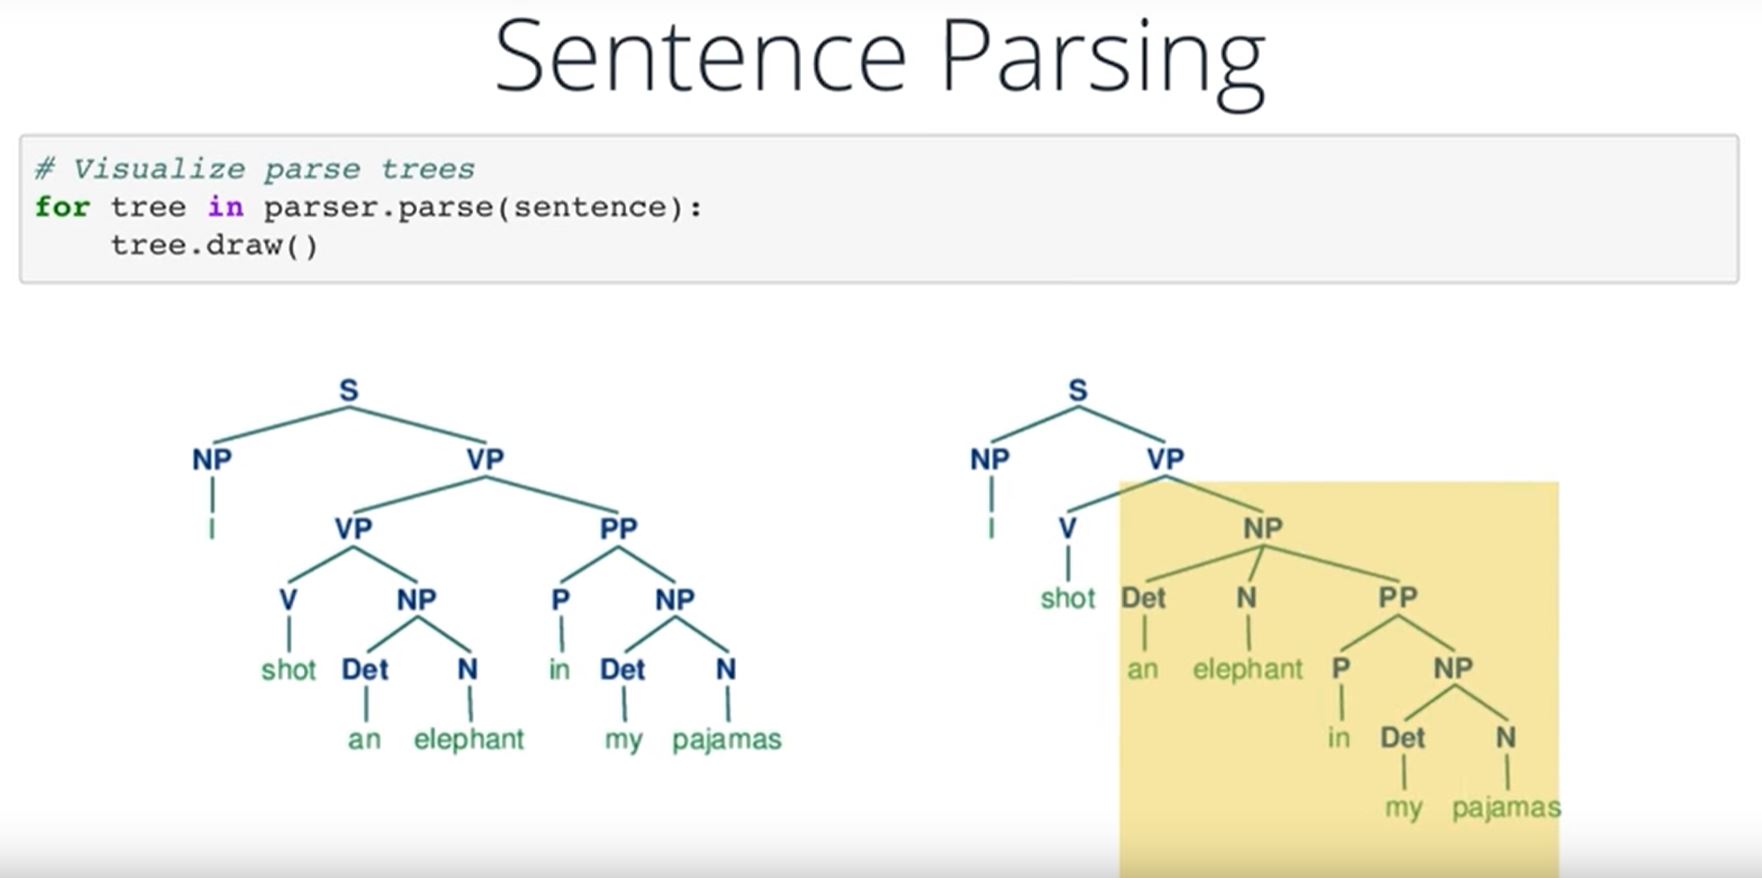 Sentence Parsing
# Visualize parse trees
for tree in parser.parse(sentence):
    tree.draw()
S
NP VP
I VP PP
V NP P NP
shot Det N in Det N
an elephant my pajamas
S
NP VP
I V NP
shot Det N PP
an elephant P NP
in Det N
my pajamas